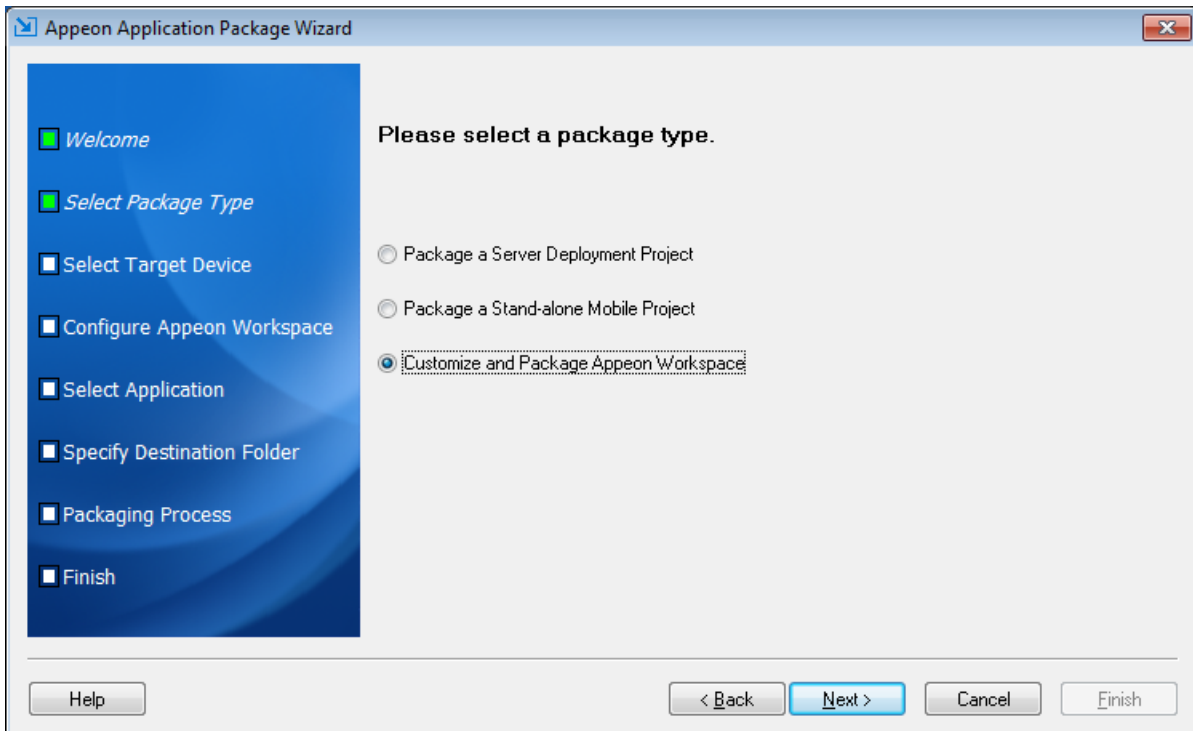 Appeon Application Package Wizard
Welcome
Select Package Type
Select Target Device
Configure Appeon Workspace
Select Application
Specify Destination Folder
Packaging Process
Finish
Please select a package type.
Package a Server Deployment Project
Package a Stand-alone Mobile Project
Customize and Package Appeon Workspace
Help
< Back
Next >
Cancel
Finish